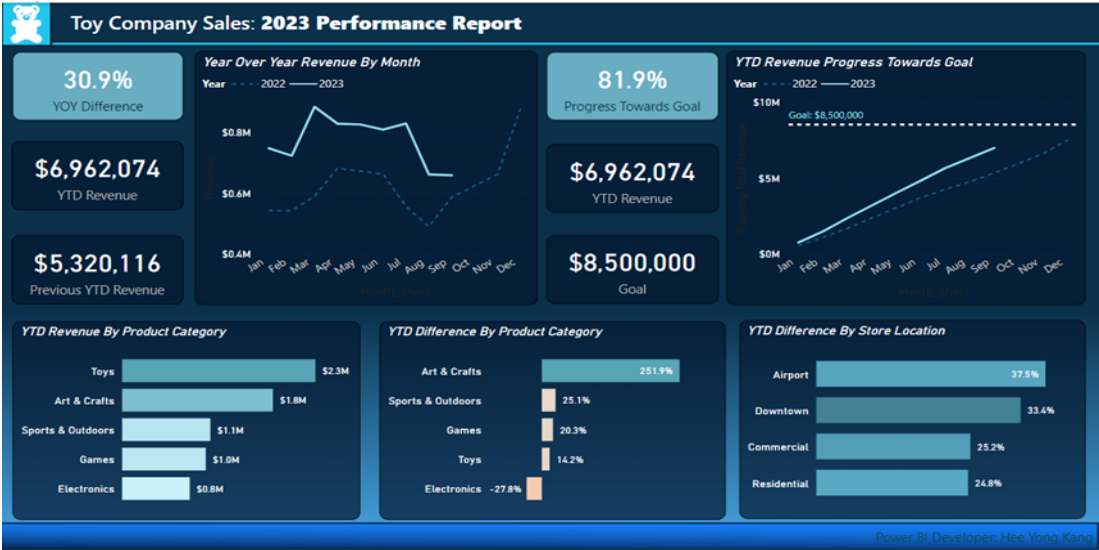 Toy Company Sales: 2023 Performance Report
30.9%
YOY Difference
$6,962,074
YTD Revenue
$5,320,116
Previous YTD Revenue
Year Over Year Revenue By Month
Year 2022 2023
$0.8M
$0.6M
$0.4M
Revenue
Jan Feb Mar Apr May Jun Jul Aug Sep Oct Nov Dec
Month_Short
81.9%
Progress Towards Goal
$6,962,074
YTD Revenue
$8,500,000
Goal
YTD Revenue Progress Towards Goal
Year 2022 2023
$10M
Goal: $8,500,000
$5M
$0M
Running Total Revenue
Jan Feb Mar Apr May Jun Jul Aug Sep Oct Nov Dec
Month_Short
YTD Revenue By Product Category
Toys $2.3M
Art & Crafts $1.8M
Sports & Outdoors $1.1M
Games $1.0M
Electronics $0.8M
YTD Difference By Product Category
Art & Crafts 251.9%
Sports & Outdoors 25.1%
Games 20.3%
Toys 14.2%
Electronics -27.8%
YTD Difference By Store Location
Airport 37.5%
Downtown 33.4%
Commercial 25.2%
Residential 24.8%
Power BI Developer: Hee Yong Kang